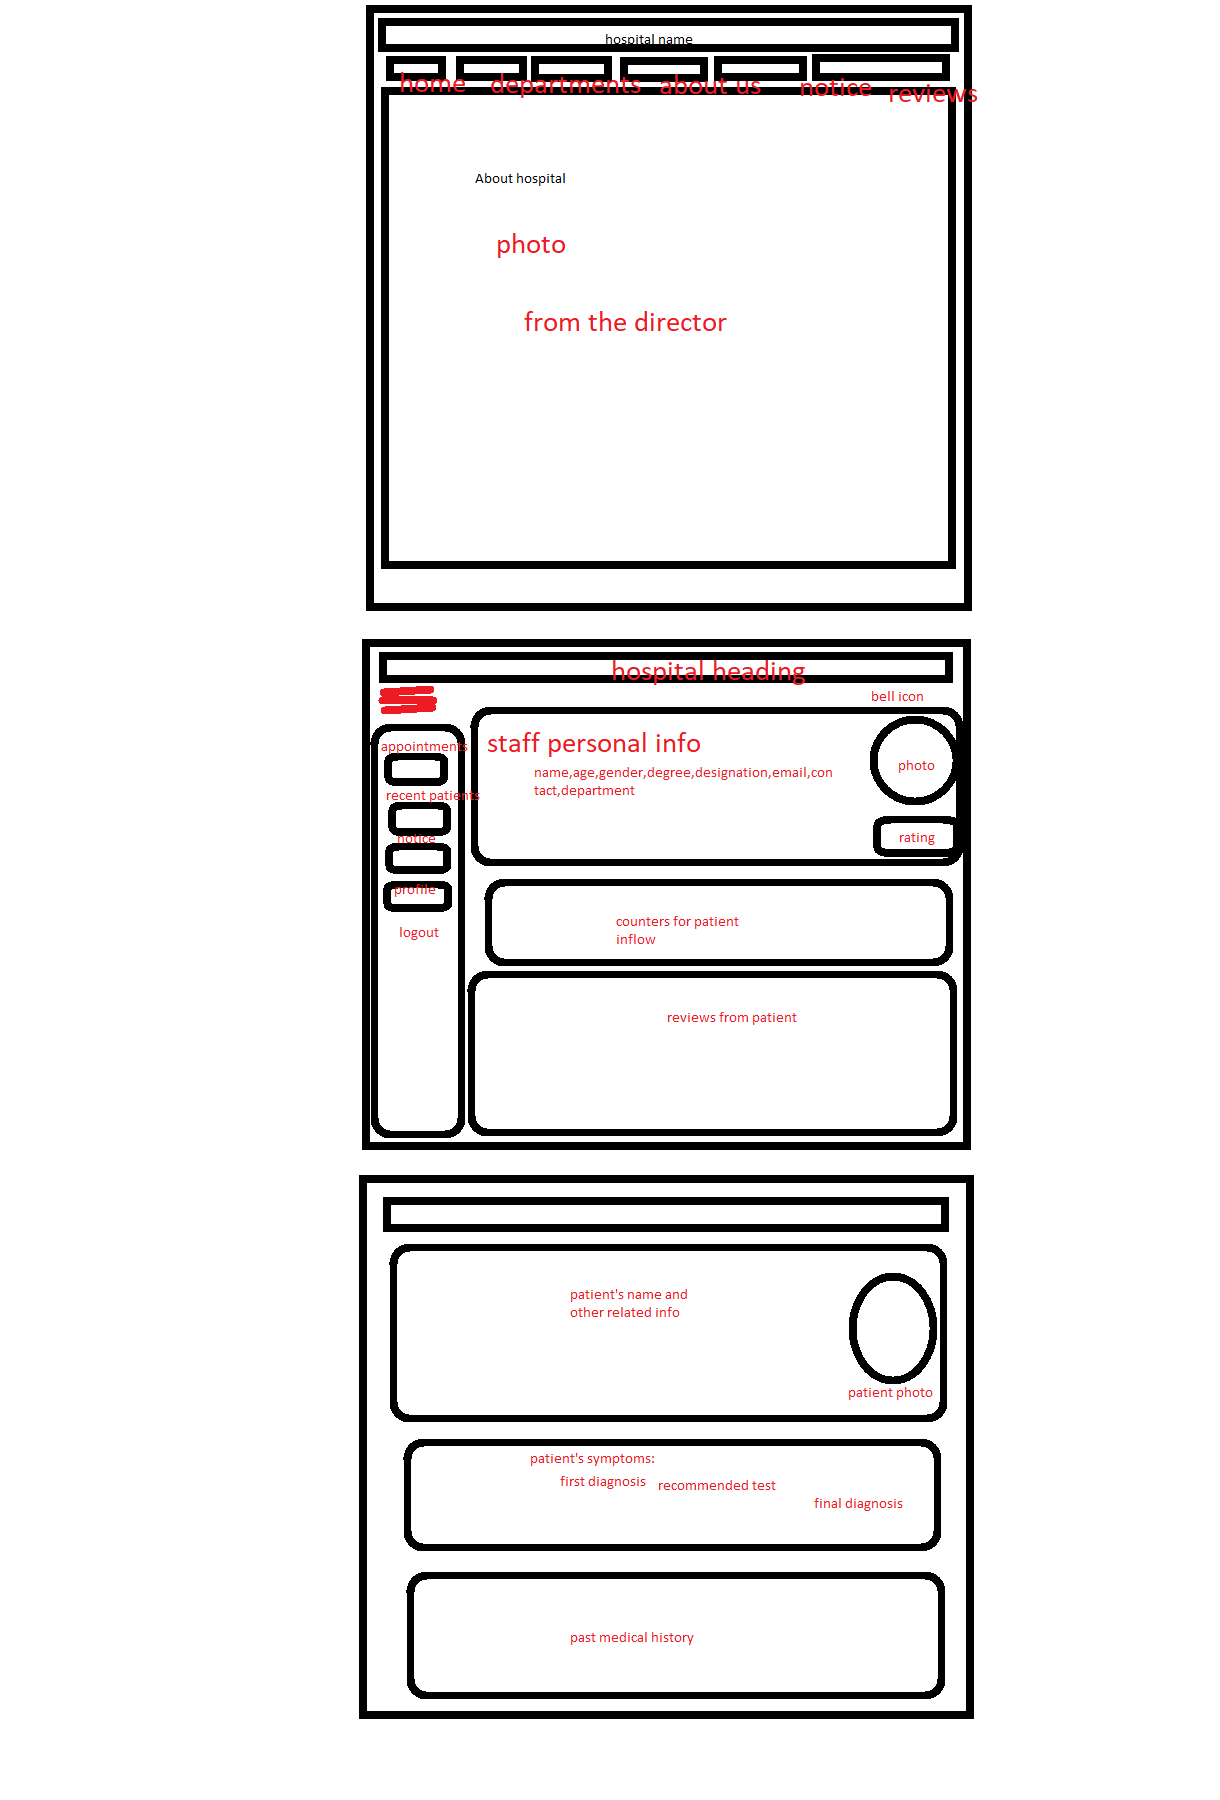 hospital name
home departments about us notice reviews
About hospital
photo
from the director
hospital heading
bell icon
appointments
recent patients
notice
profile
logout
staff personal info
name,age,gender,degree,designation,email,con
tact,department
photo
rating
counters for patient
inflow
reviews from patient
patient's name and
other related info
patient photo
patient's symptoms:
first diagnosis recommended test
final diagnosis
past medical history